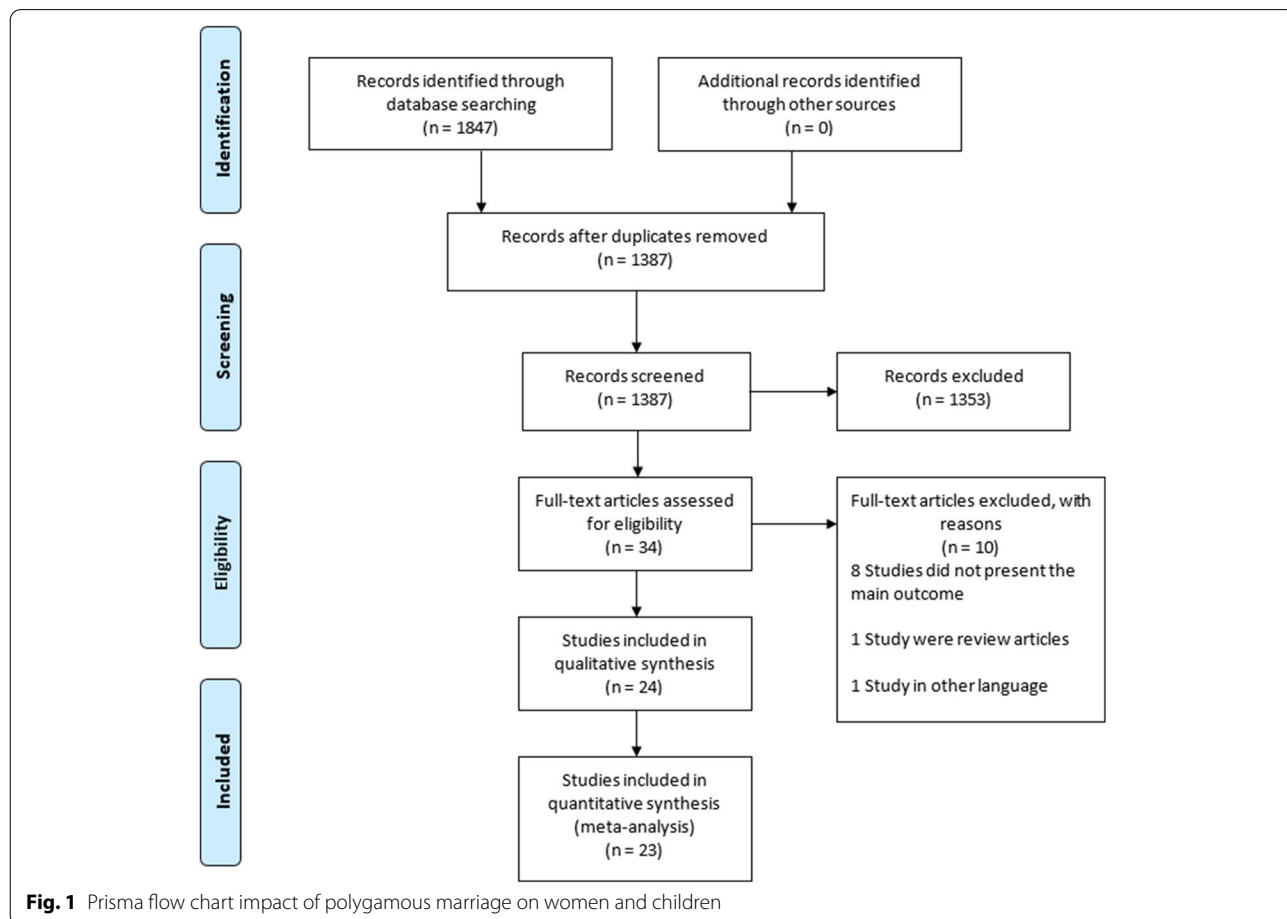 Identification
Records identified through
database searching
(n = 1847)
Additional records identified
through other sources
(n = 0)
Records after duplicates removed
(n = 1387)
Screening
Records screened
(n = 1387)
Records excluded
(n = 1353)
Eligibility
Full-text articles assessed
for eligibility
(n = 34)
Full-text articles excluded, with
reasons
(n = 10)
8 Studies did not present the
main outcome
1 Study were review articles
1 Study in other language
Studies included in
qualitative synthesis
(n = 24)
Included
Studies included in
quantitative synthesis
(meta-analysis)
(n = 23)
Fig. 1 Prisma flow chart impact of polygamous marriage on women and children